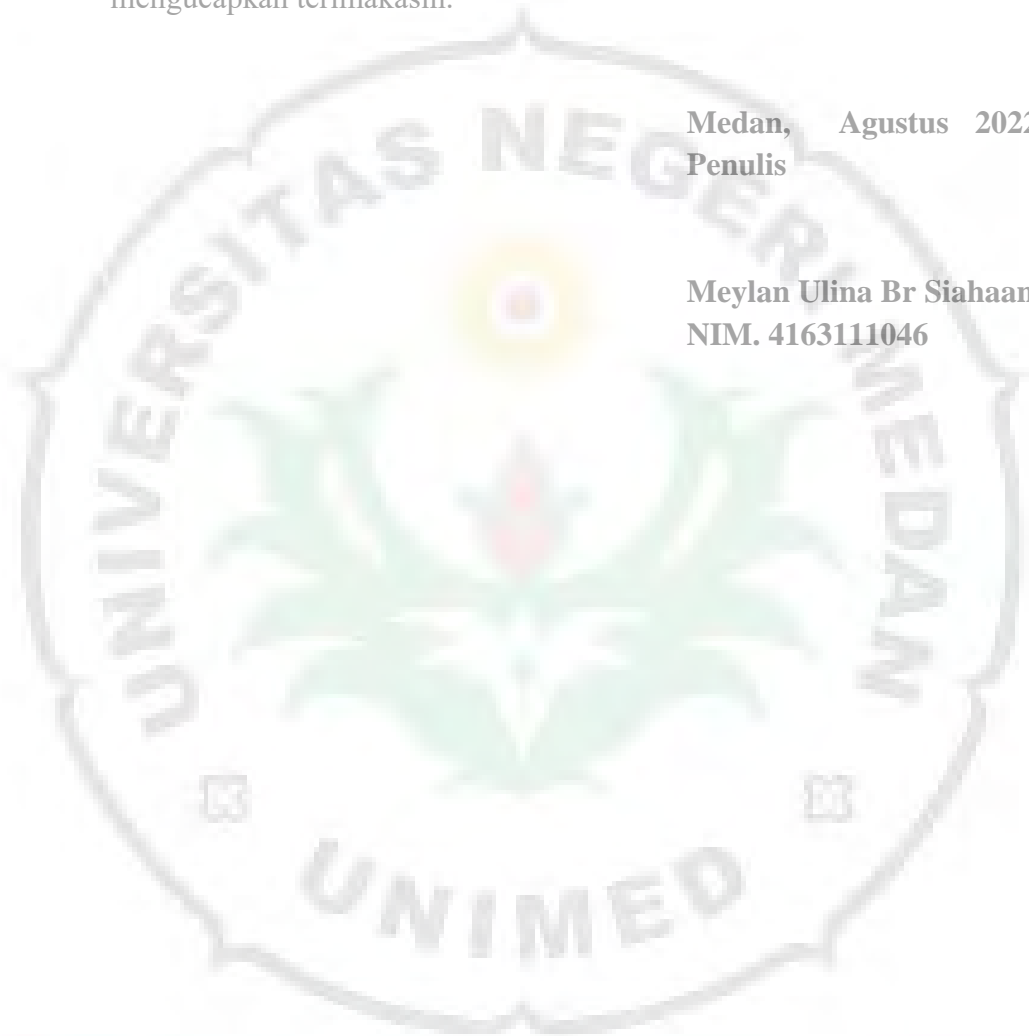 mengucapkan terimakasih.
Medan, Agustus 2022
Penulis
Meylan Ulina Br Siahaan
NIM. 4163111046
UNIVERSITAS NEGERI MEDAN
UNIMED